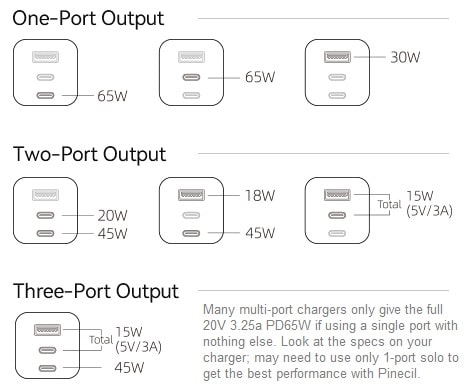 One-Port Output
65W
65W
30W
Two-Port Output
20W
45W
18W
45W
15W
Total (5V/3A)
Three-Port Output
15W
Total (5V/3A)
45W
Many multi-port chargers only give the full
20V 3.25a PD65W if using a single port with
nothing else. Look at the specs on your
charger; may need to use only 1-port solo to
get the best performance with Pinecil.